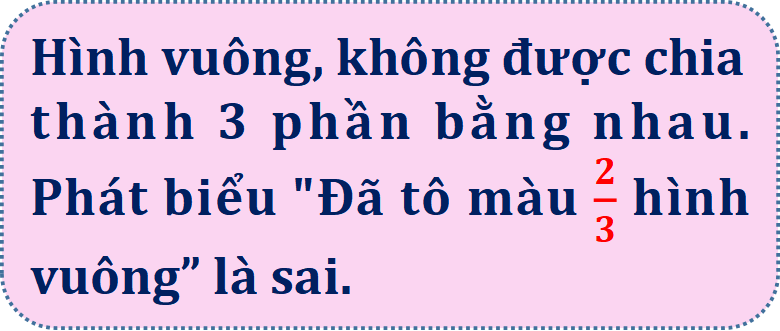 Hình vuông, không được chia
thành 3 phần bằng nhau.
Phát biểu "Đã tô màu 2/3 hình
vuông” là sai.